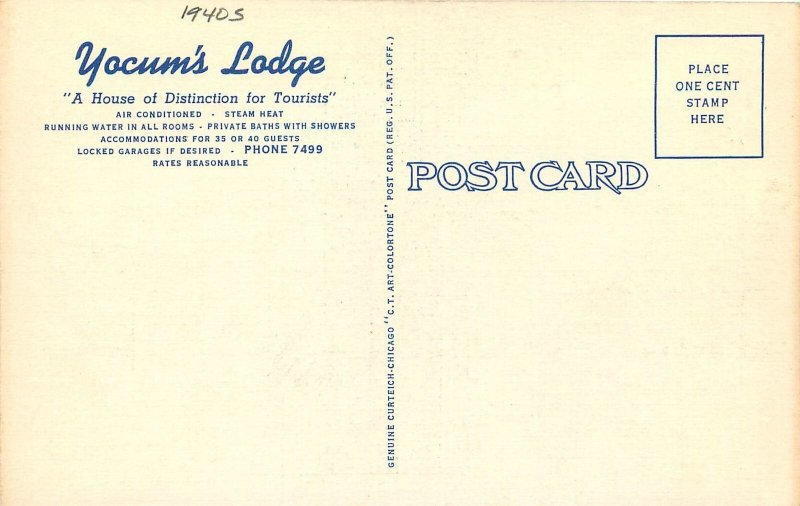 1940s
Yocum's Lodge
"A House of Distinction for Tourists"
AIR CONDITIONED - STEAM HEAT
RUNNING WATER IN ALL ROOMS - PRIVATE BATHS WITH SHOWERS
ACCOMMODATIONS FOR 35 OR 40 GUESTS
LOCKED GARAGES IF DESIRED - PHONE 7499
RATES REASONABLE
GENUINE CURTEICH-CHICAGO "C.T. ART-COLORTONE" POST CARD (REG. U.S. PAT. OFF.)
PLACE
ONE CENT
STAMP
HERE
POST CARD